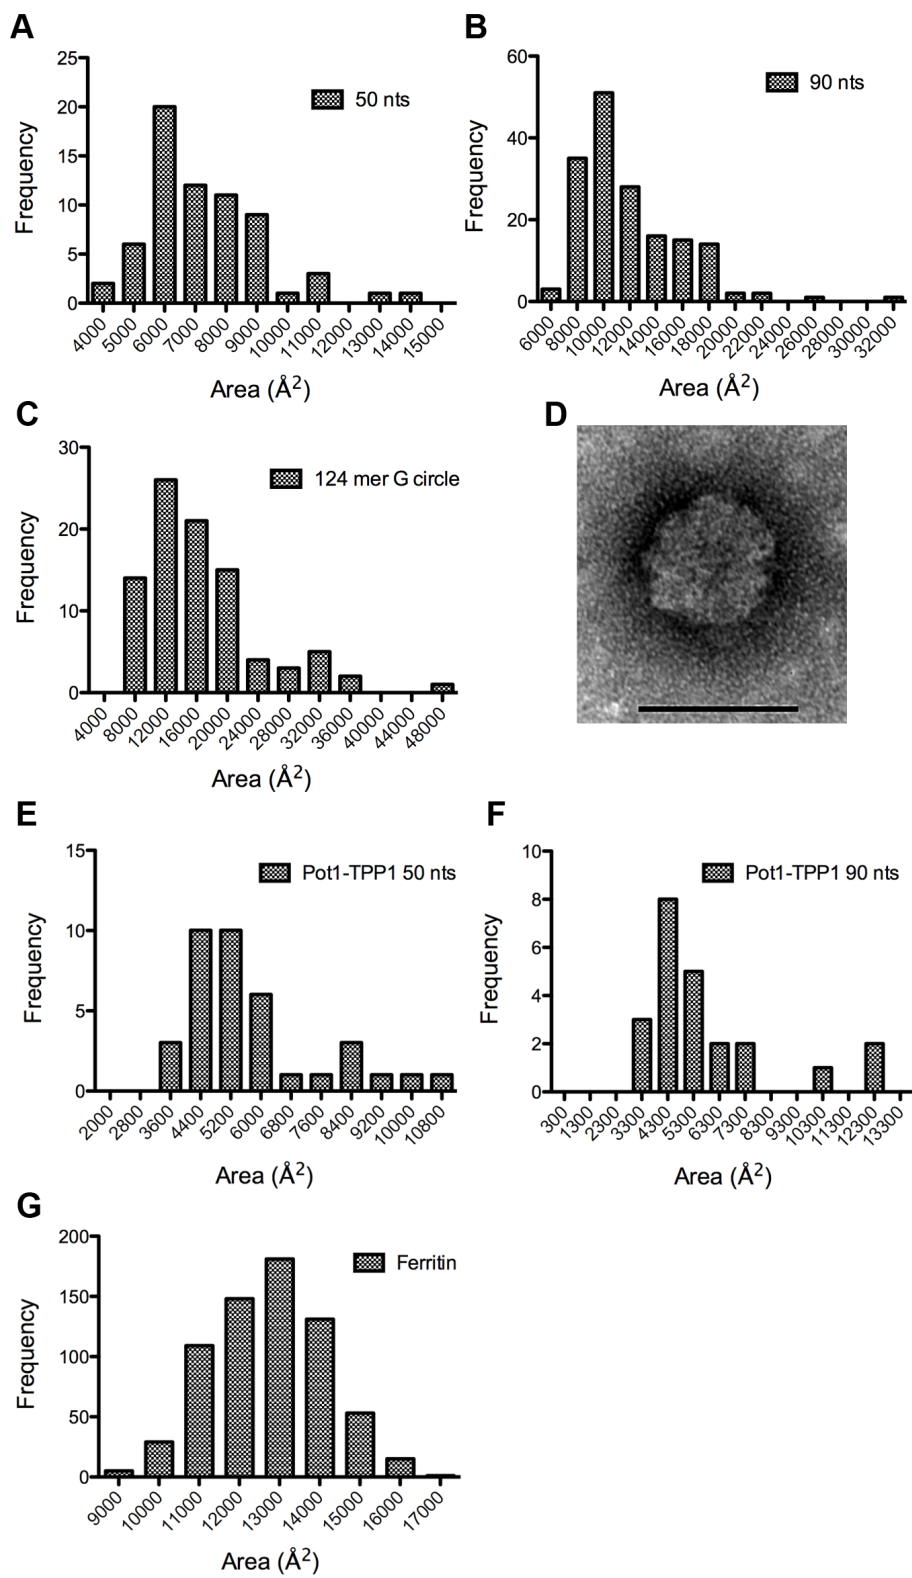 A
25
20
15
10
5
0
Frequency
50 nts
4000 5000 6000 7000 8000 9000 10000 11000 12000 13000 14000 15000
Area (Å²)
B
60
40
20
0
Frequency
90 nts
6000 8000 10000 12000 14000 16000 18000 20000 22000 24000 26000 28000 30000 32000
Area (Å²)
C
30
20
10
0
Frequency
124 mer G circle
4000 8000 12000 16000 20000 24000 28000 32000 36000 40000 44000 48000
Area (Å²)
D
E
15
10
5
0
Frequency
Pot1-TPP1 50 nts
2000 2800 3600 4400 5200 6000 6800 7600 8400 9200 10000 10800
Area (Å²)
F
10
8
6
4
2
0
Frequency
Pot1-TPP1 90 nts
300 1300 2300 3300 4300 5300 6300 7300 8300 9300 10300 11300 12300 13300
Area (Å²)
G
200
150
100
50
0
Frequency
Ferritin
9000 10000 11000 12000 13000 14000 15000 16000 17000
Area (Å²)